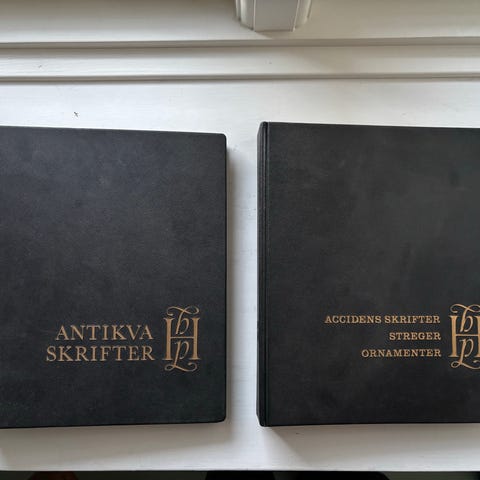 ANTIKVA
SKRIFTER
ACCIDENS SKRIFTER
STREGER
ORNAMENTER